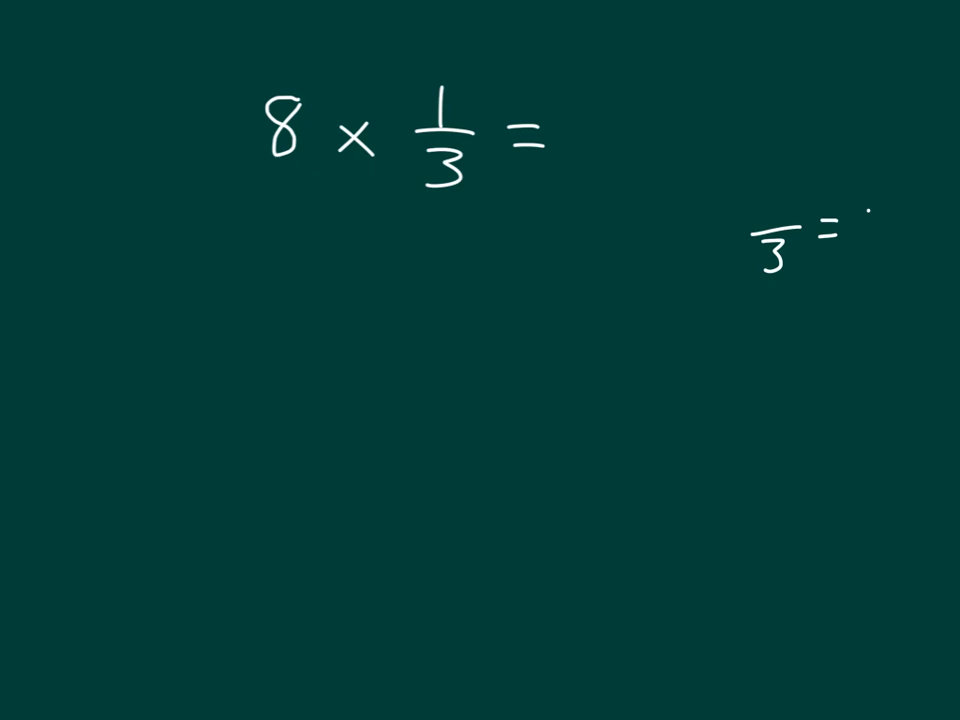 8 × 1/3 =
/3 =